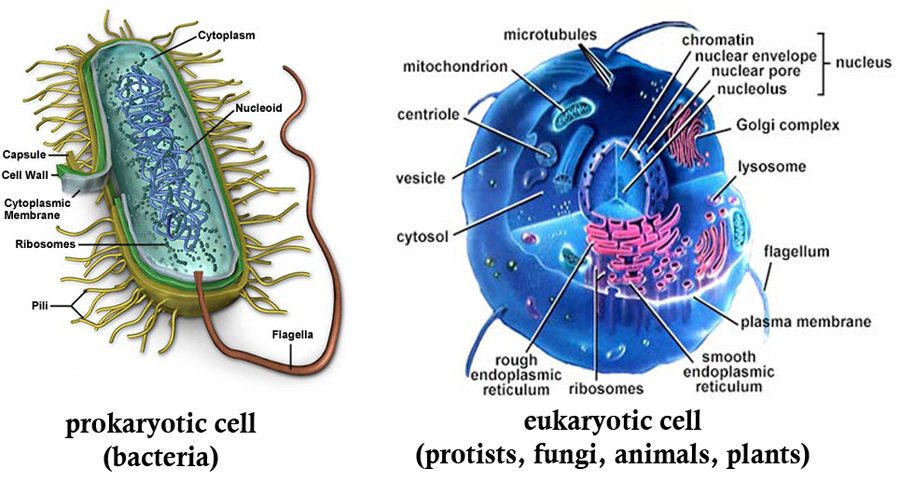 Cytoplasm
Nucleoid
Capsule
Cell Wall
Cytoplasmic
Membrane
Ribosomes
Pili
Flagella
prokaryotic cell
(bacteria)
microtubules
mitochondrion
centriole
vesicle
cytosol
chromatin
nuclear envelope
nuclear pore
nucleolus
nucleus
Golgi complex
lysosome
flagellum
plasma membrane
rough
endoplasmic
reticulum
ribosomes
smooth
endoplasmic
reticulum
eukaryotic cell
(protists, fungi, animals, plants)